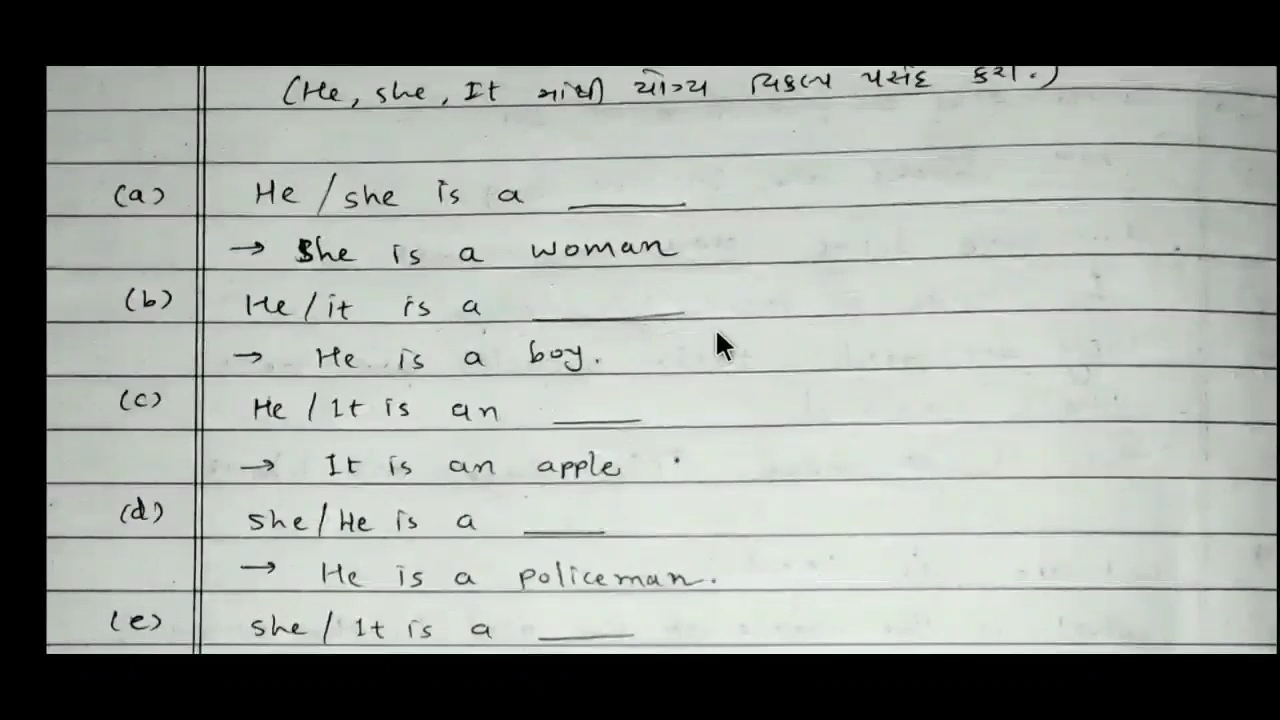 (He, she, It માંથી યોગ્ય વિકલ્પ પસંદ કરો.)
(a) He / she is a ______
→ She is a woman
(b) He / it is a ______
→ He is a boy.
(c) He / It is an ______
→ It is an apple .
(d) she / He is a ______
→ He is a policeman.
(e) she / It is a ______